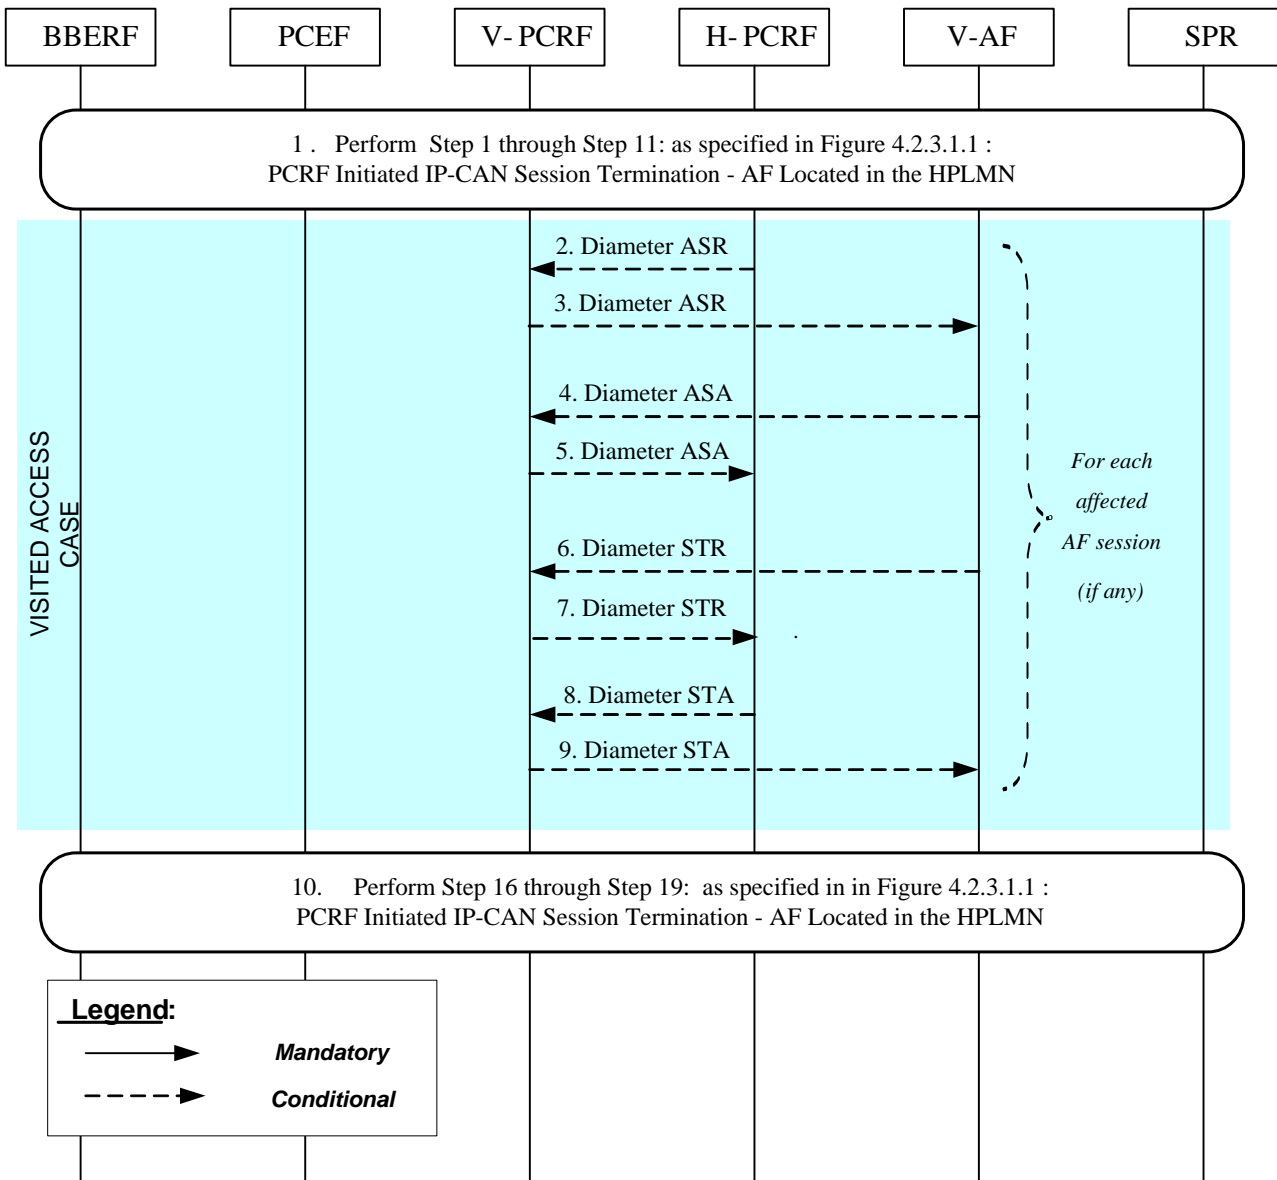 BBERF
PCEF
V- PCRF
H- PCRF
V-AF
SPR
1 . Perform Step 1 through Step 11: as specified in Figure 4.2.3.1.1 :
PCRF Initiated IP-CAN Session Termination - AF Located in the HPLMN
2. Diameter ASR
3. Diameter ASR
4. Diameter ASA
5. Diameter ASA
6. Diameter STR
7. Diameter STR
8. Diameter STA
9. Diameter STA
For each
affected
AF session
(if any)
VISITED ACCESS
CASE
10. Perform Step 16 through Step 19: as specified in in Figure 4.2.3.1.1 :
PCRF Initiated IP-CAN Session Termination - AF Located in the HPLMN
Legend:
Mandatory
Conditional